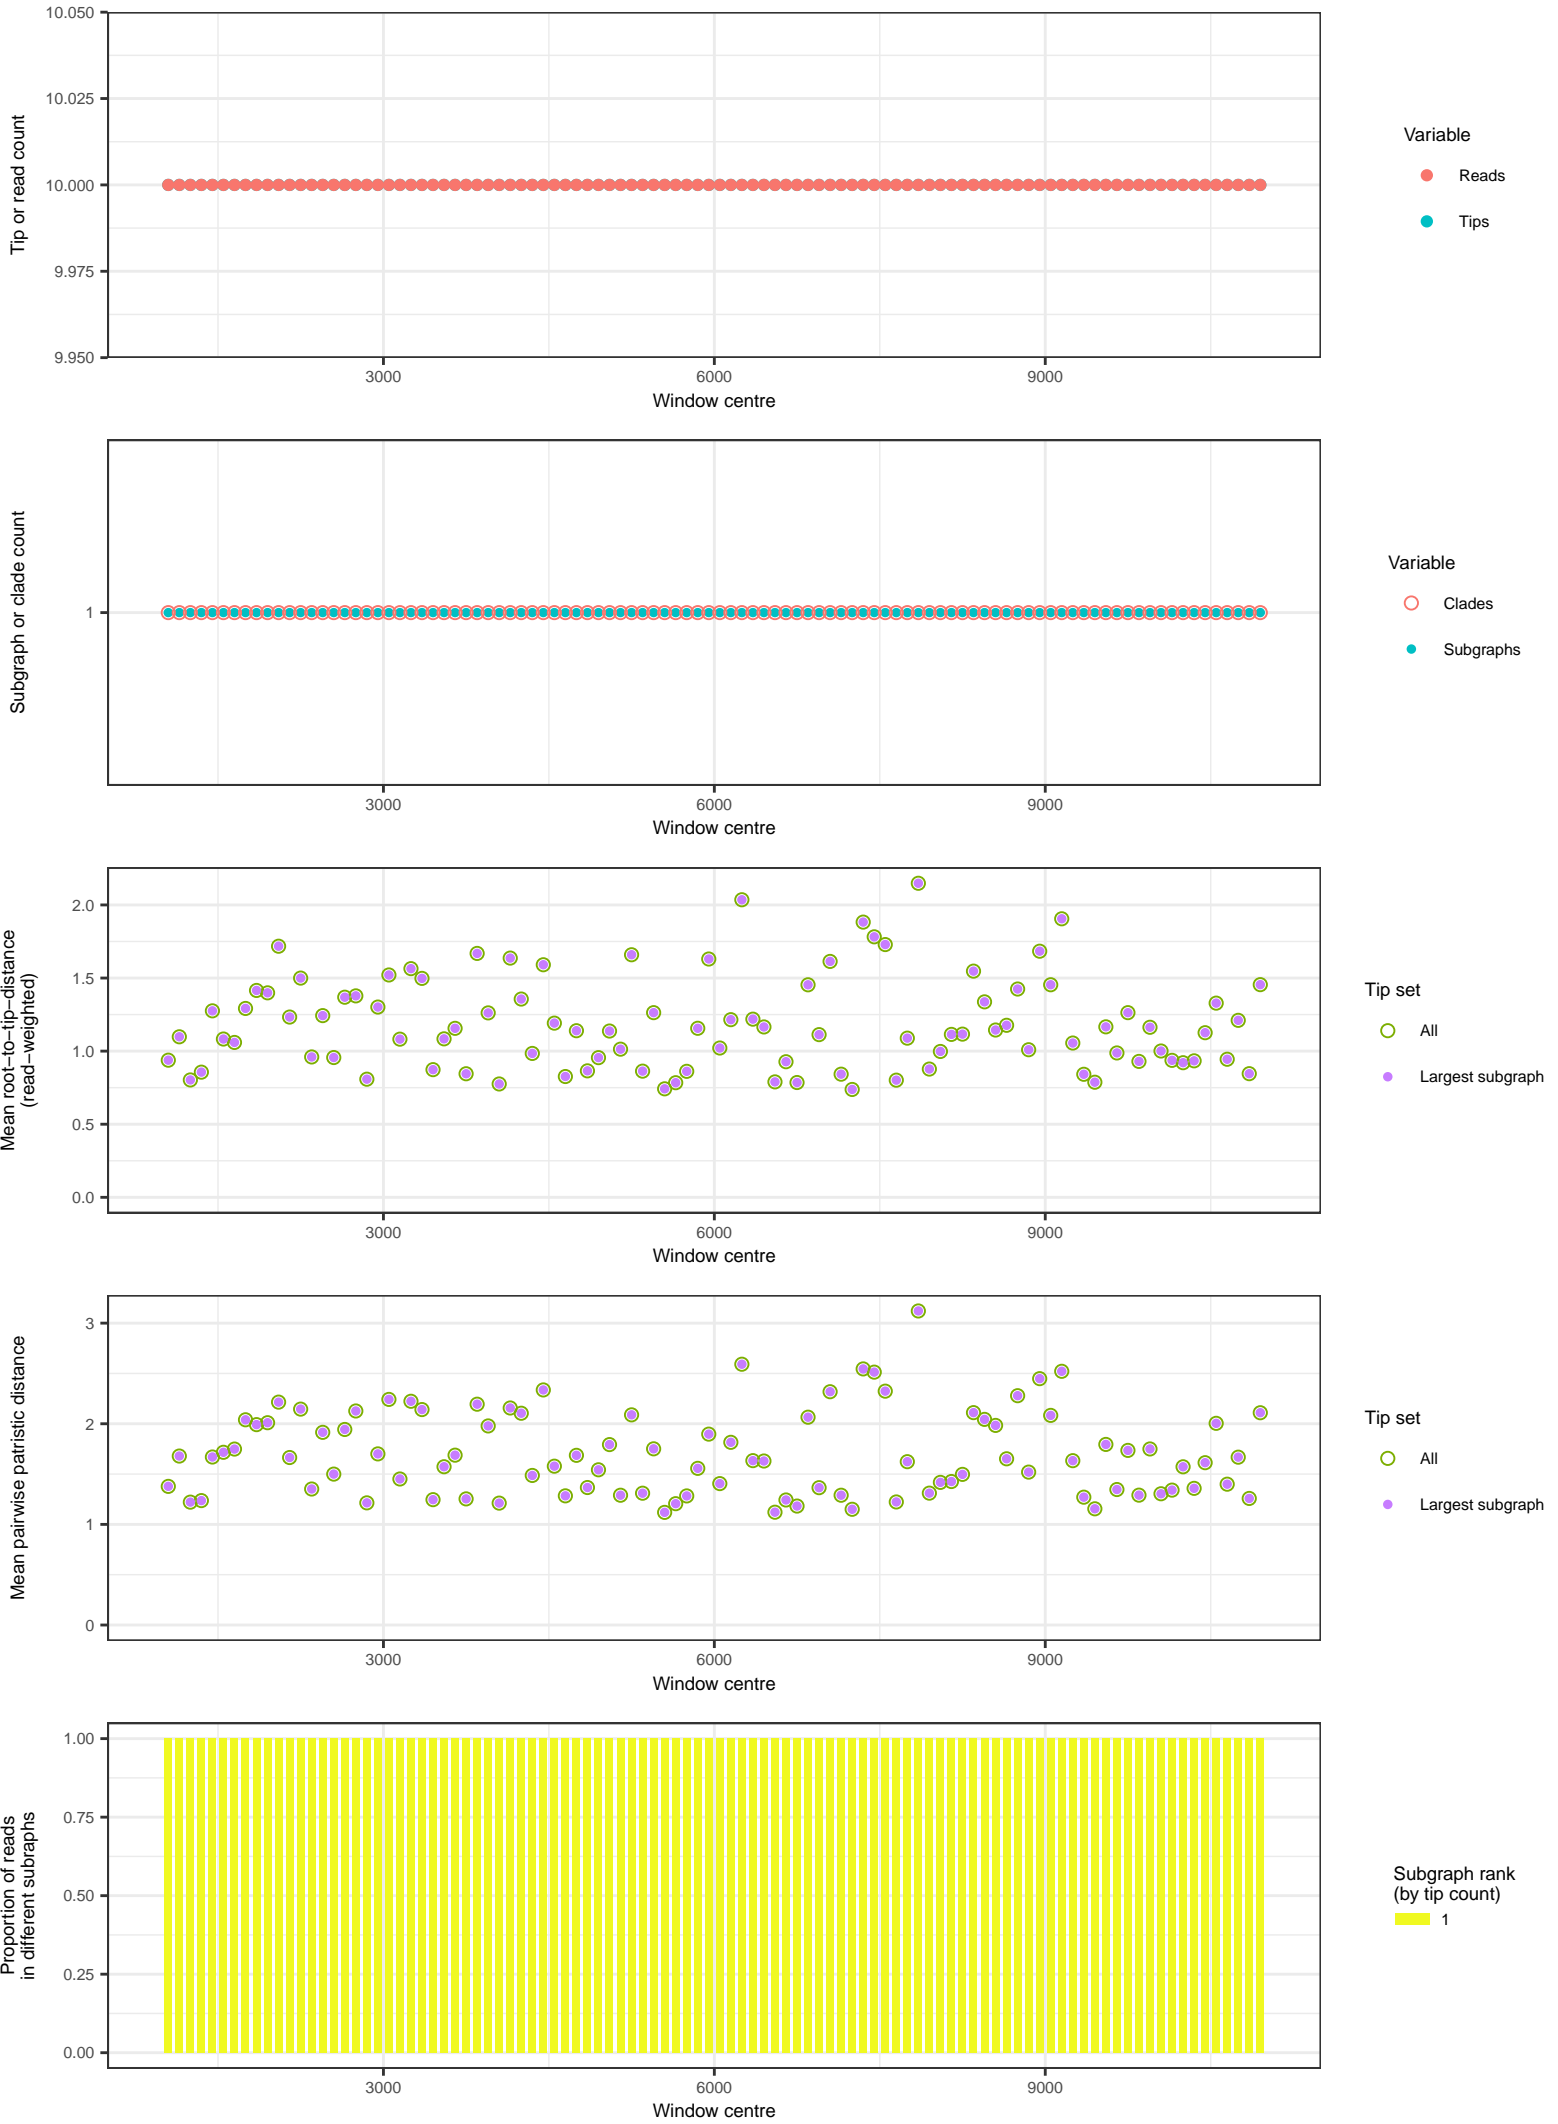 10.050
10.025
10.000
9.975
9.950
Tip or read count
3000
6000
9000
Window centre
Variable
Reads
Tips
1
Subgraph or clade count
3000
6000
9000
Window centre
Variable
Clades
Subgraphs
2.0
1.5
1.0
0.5
0.0
Mean root−to−tip−distance
(read−weighted)
3000
6000
9000
Window centre
Tip set
All
Largest subgraph
3
2
1
0
Mean pairwise patristic distance
3000
6000
9000
Window centre
Tip set
All
Largest subgraph
1.00
0.75
0.50
0.25
0.00
Proportion of reads
in different subraphs
3000
6000
9000
Window centre
Subgraph rank
(by tip count)
1